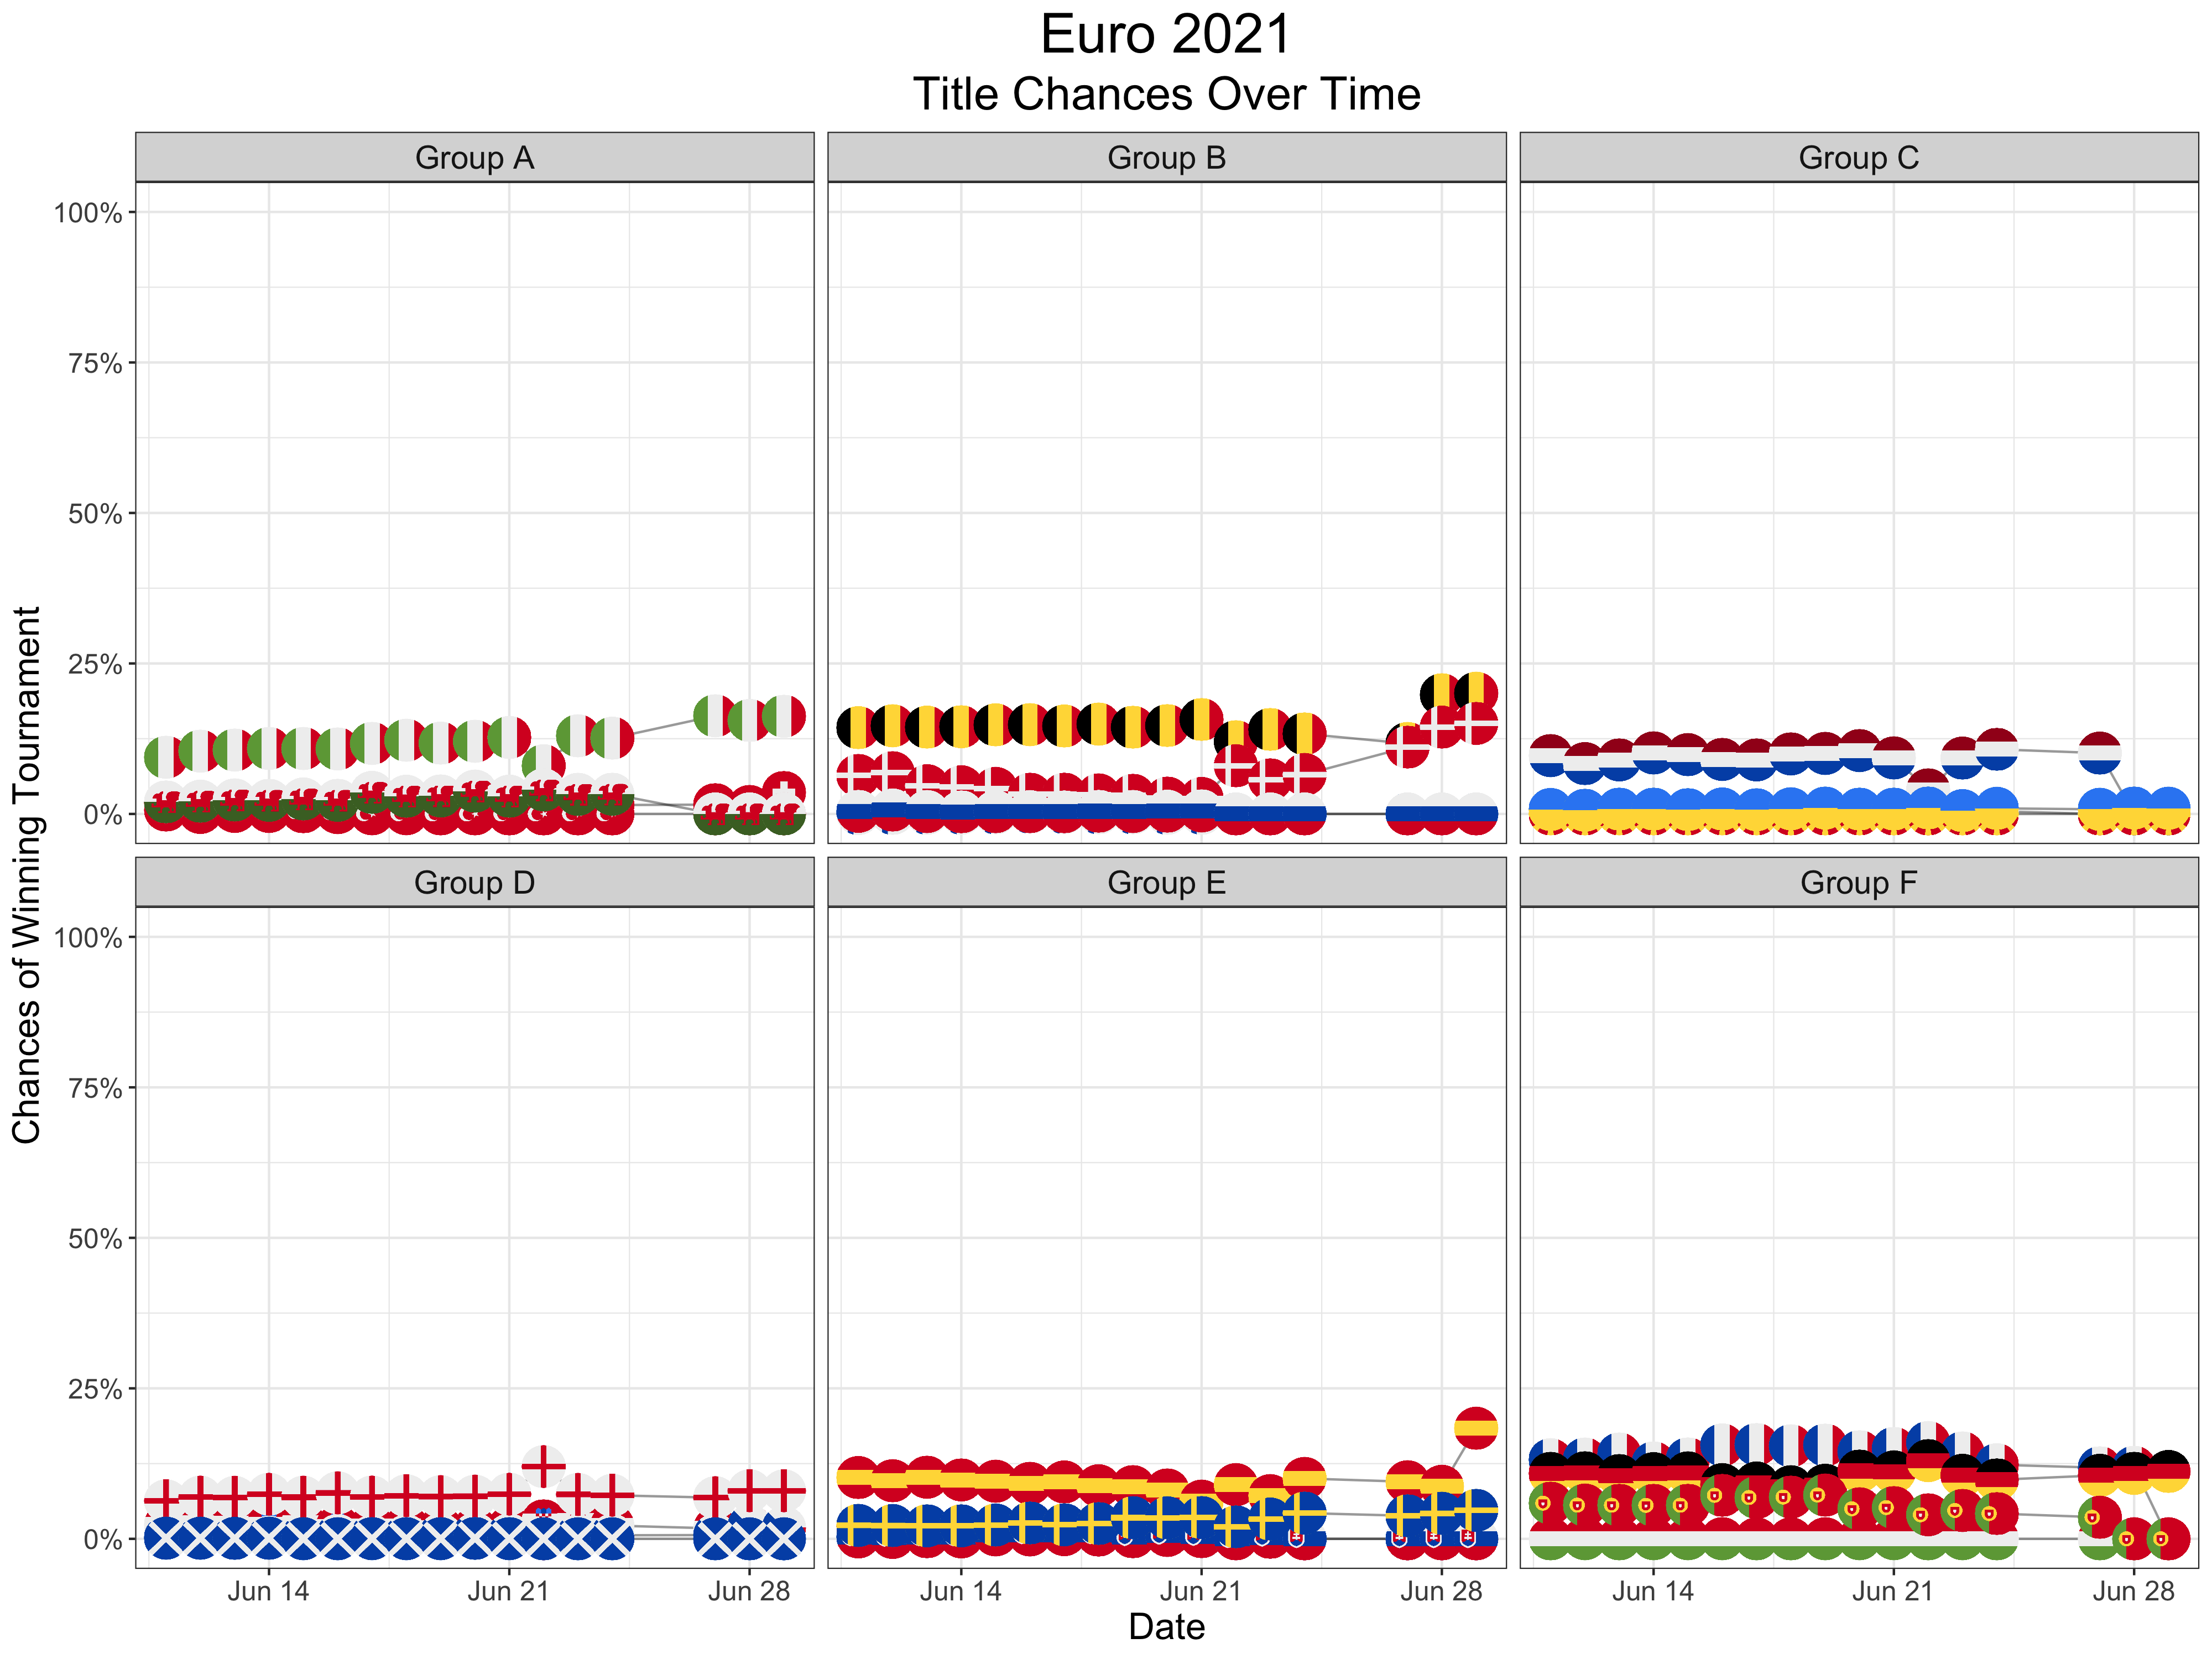 Euro 2021
Title Chances Over Time
Group A
Group B
Group C
100%
75%
50%
25%
0%
Group D
Group E
Group F
100%
75%
50%
25%
0%
Jun 14
Jun 21
Jun 28
Jun 14
Jun 21
Jun 28
Jun 14
Jun 21
Jun 28
Date
Chances of Winning Tournament